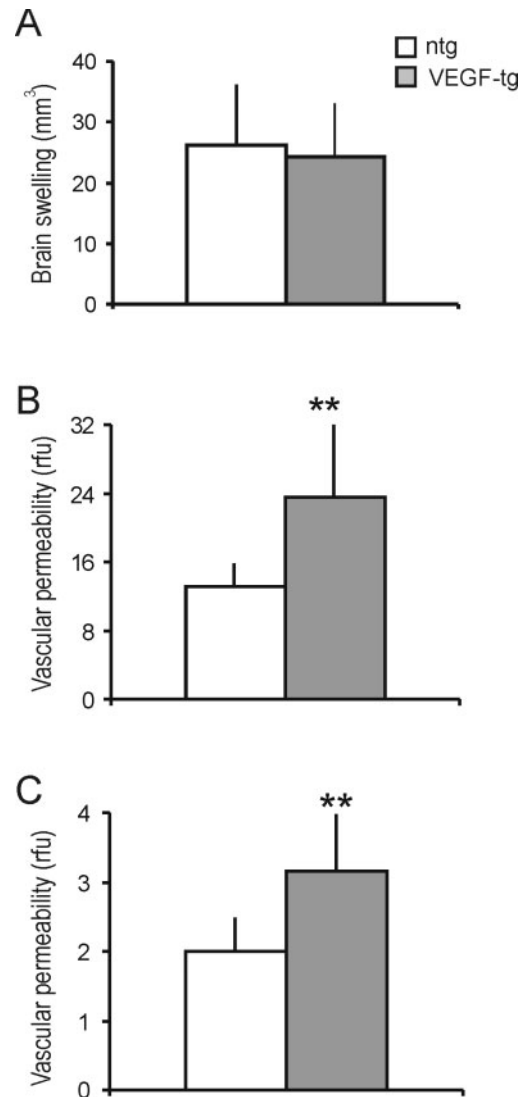 A
ntg
VEGF-tg
Brain swelling (mm³)
40
30
20
10
0
B
**
Vascular permeability (rfu)
32
24
16
8
0
C
**
Vascular permeability (rfu)
4
3
2
1
0